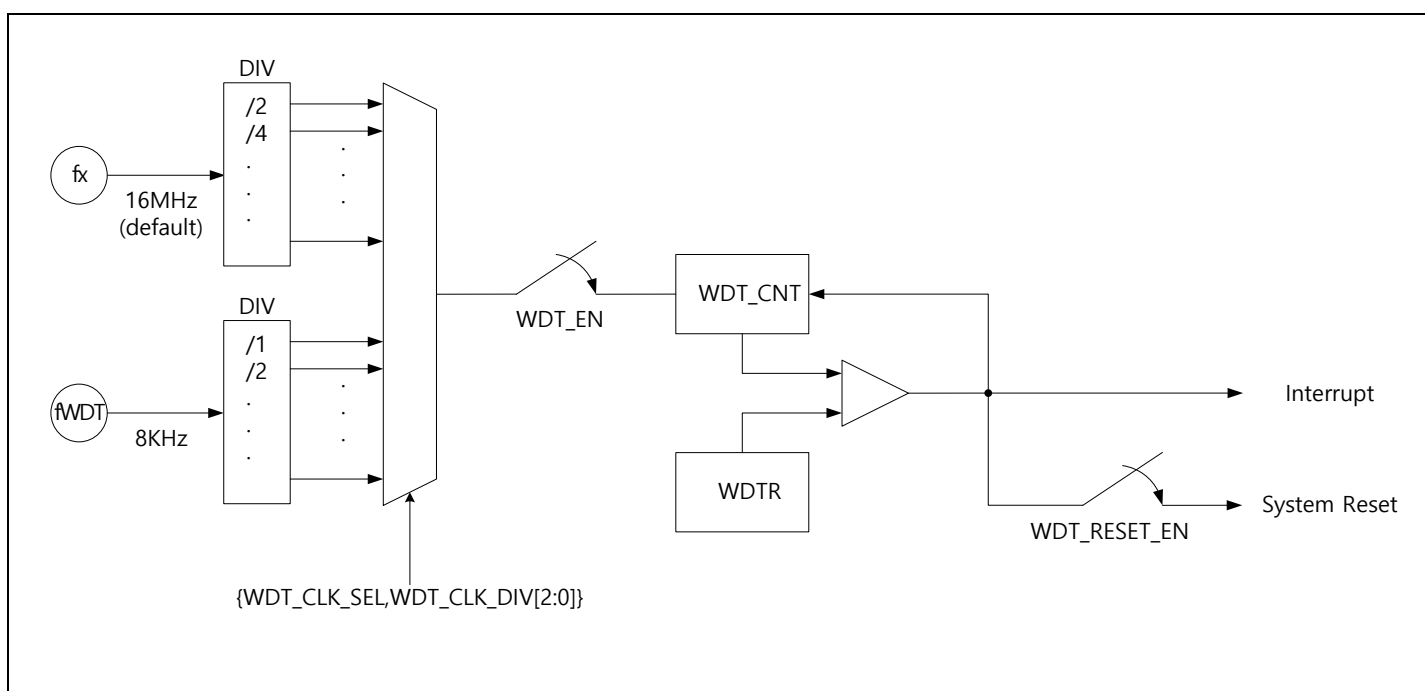 DIV
/2
/4
.
.
.
.
.
.
fx
16MHz
(default)
WDT_EN
WDT_CNT
DIV
/1
/2
.
.
.
.
.
.
fWDT
8KHz
WDTR
Interrupt
System Reset
WDT_RESET_EN
{WDT_CLK_SEL,WDT_CLK_DIV[2:0]}